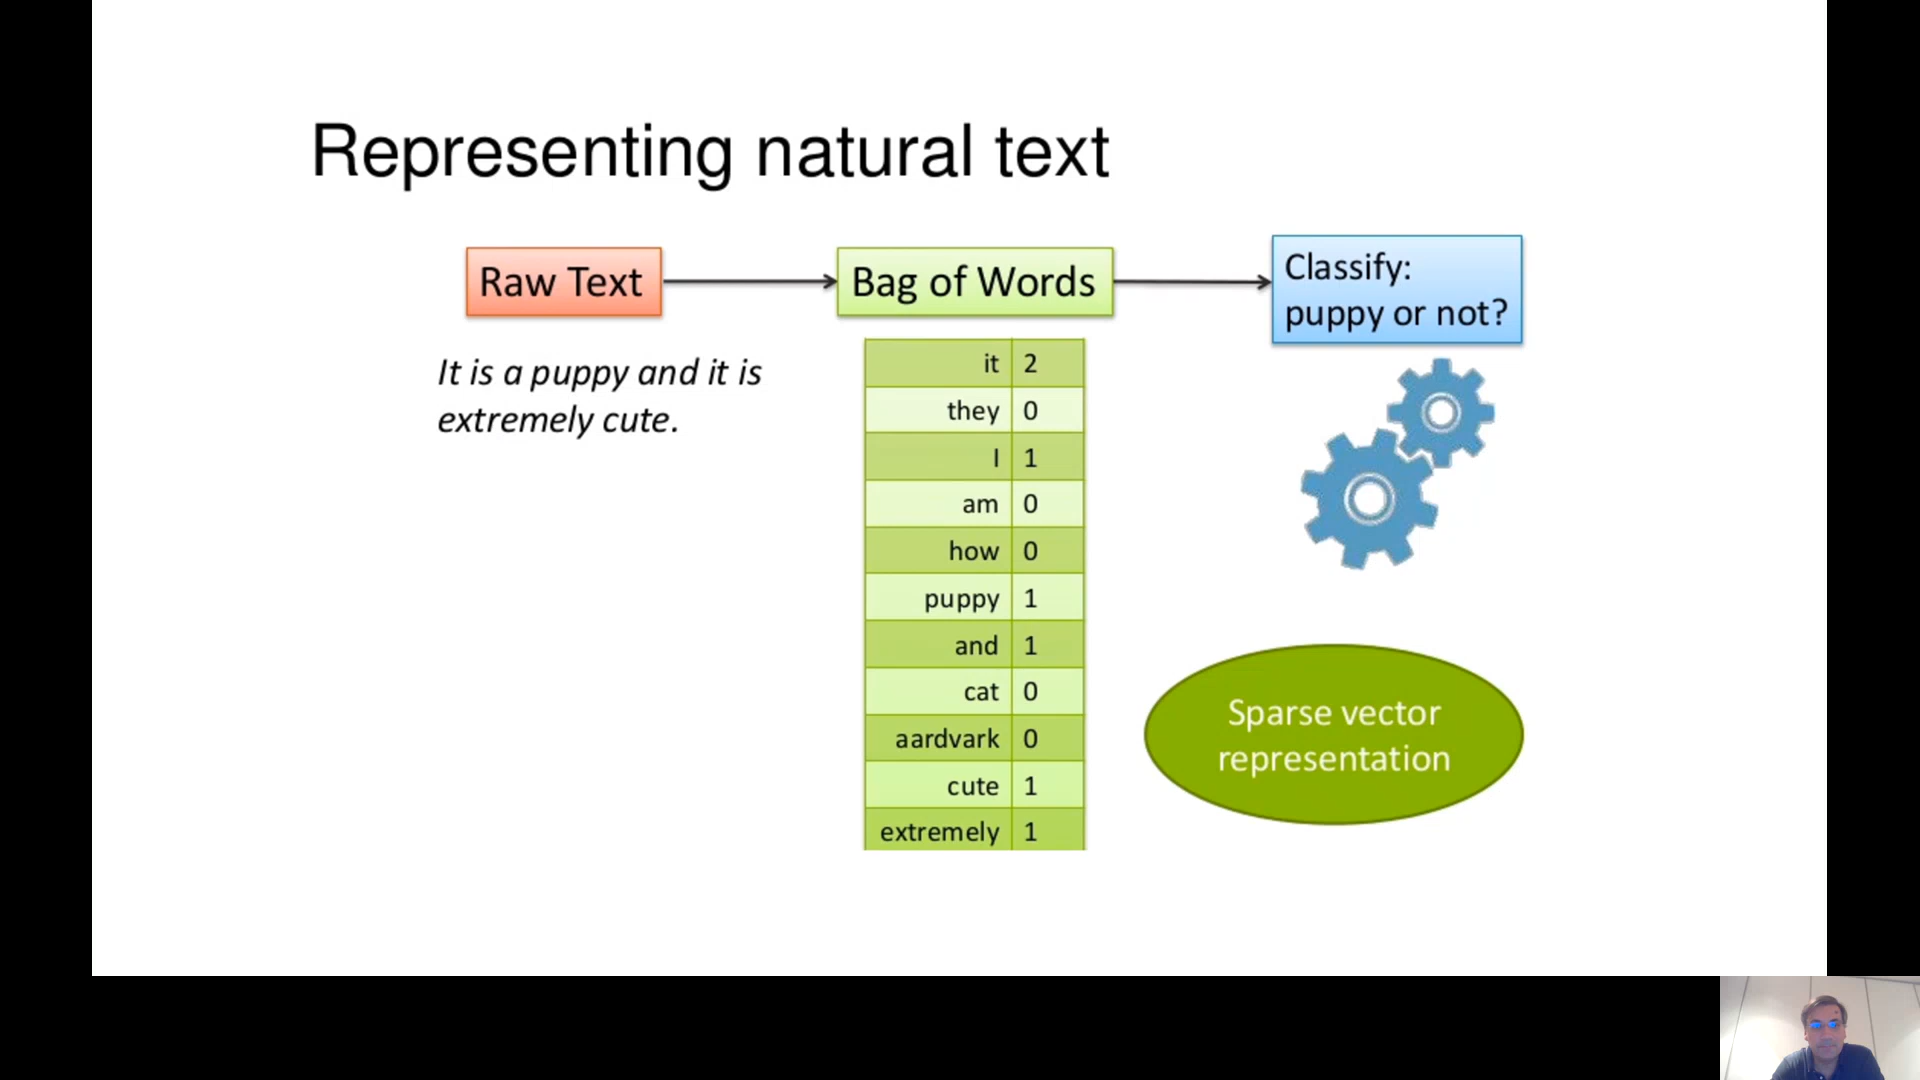 Representing natural text
Raw Text
Bag of Words
Classify:
puppy or not?
It is a puppy and it is
extremely cute.
it 2
they 0
I 1
am 0
how 0
puppy 1
and 1
cat 0
aardvark 0
cute 1
extremely 1
Sparse vector
representation